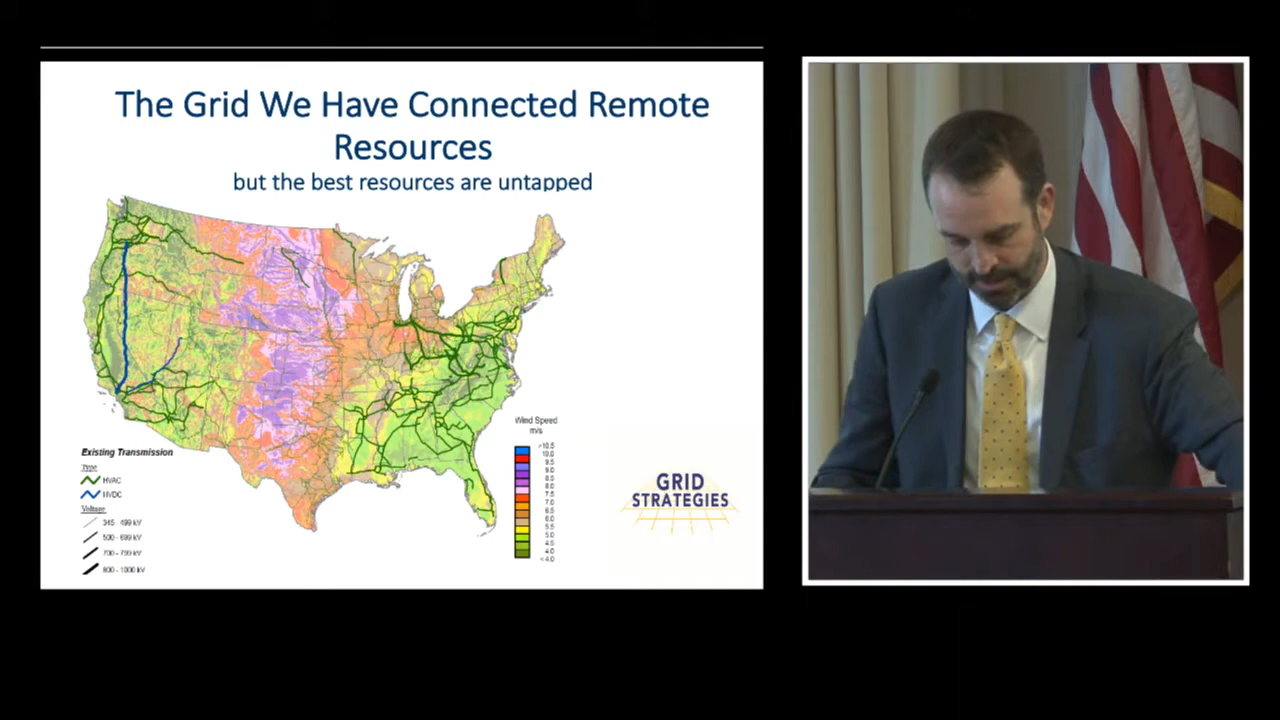 The Grid We Have Connected Remote
Resources
but the best resources are untapped
Wind Speed
m/s
>10.5
10.0
9.5
9.0
8.5
8.0
7.5
7.0
6.5
6.0
5.5
5.0
4.5
4.0
< 4.0
Existing Transmission
Type
HVAC
HVDC
Voltage
345 - 499 kV
500 - 699 kV
700 - 799 kV
800 - 1000 kV
GRID
STRATEGIES